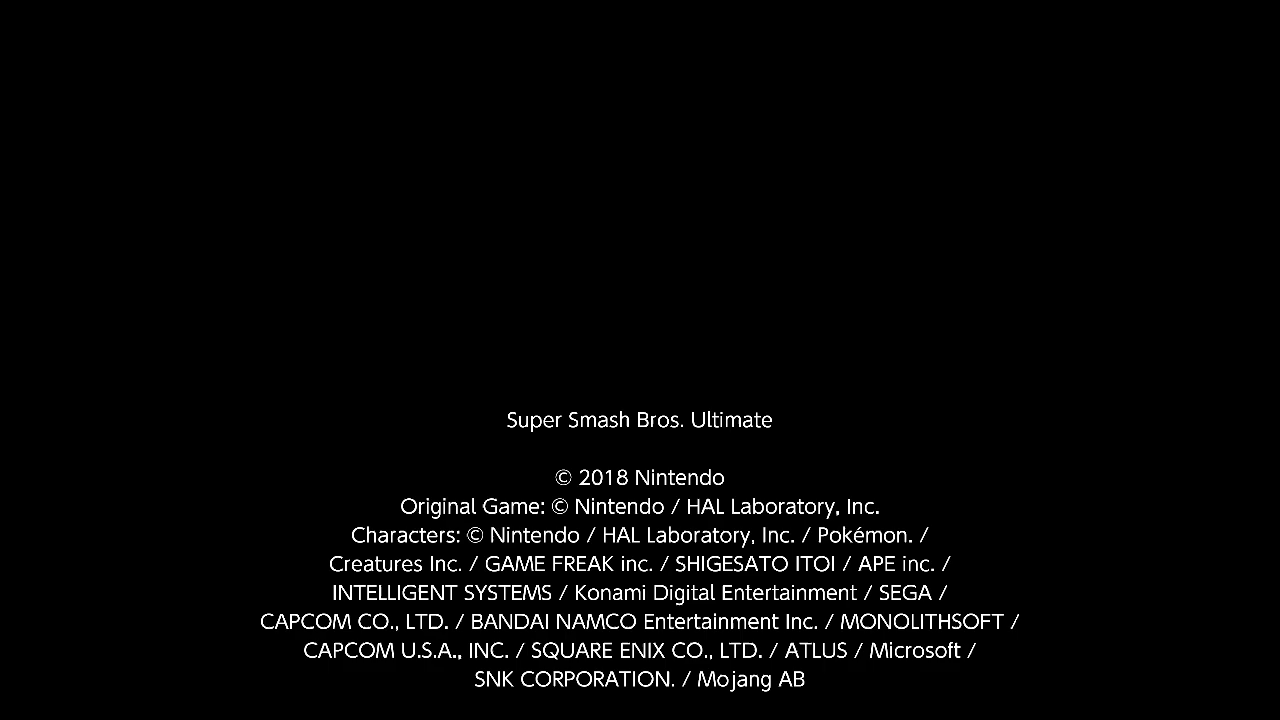 Super Smash Bros. Ultimate
© 2018 Nintendo
Original Game: © Nintendo / HAL Laboratory, Inc.
Characters: © Nintendo / HAL Laboratory, Inc. / Pokémon. /
Creatures Inc. / GAME FREAK inc. / SHIGESATO ITOI / APE inc. /
INTELLIGENT SYSTEMS / Konami Digital Entertainment / SEGA /
CAPCOM CO., LTD. / BANDAI NAMCO Entertainment Inc. / MONOLITHSOFT /
CAPCOM U.S.A., INC. / SQUARE ENIX CO., LTD. / ATLUS / Microsoft /
SNK CORPORATION. / Mojang AB